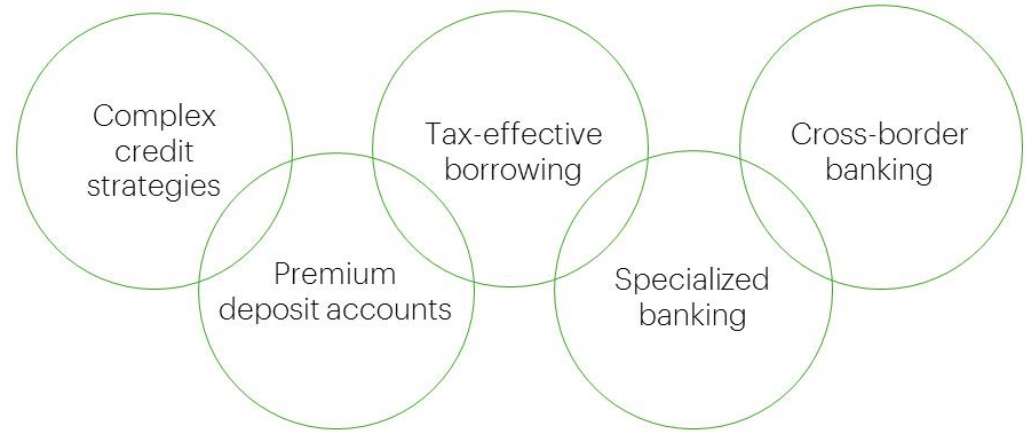 Complex
credit
strategies
Premium
deposit accounts
Tax-effective
borrowing
Specialized
banking
Cross-border
banking